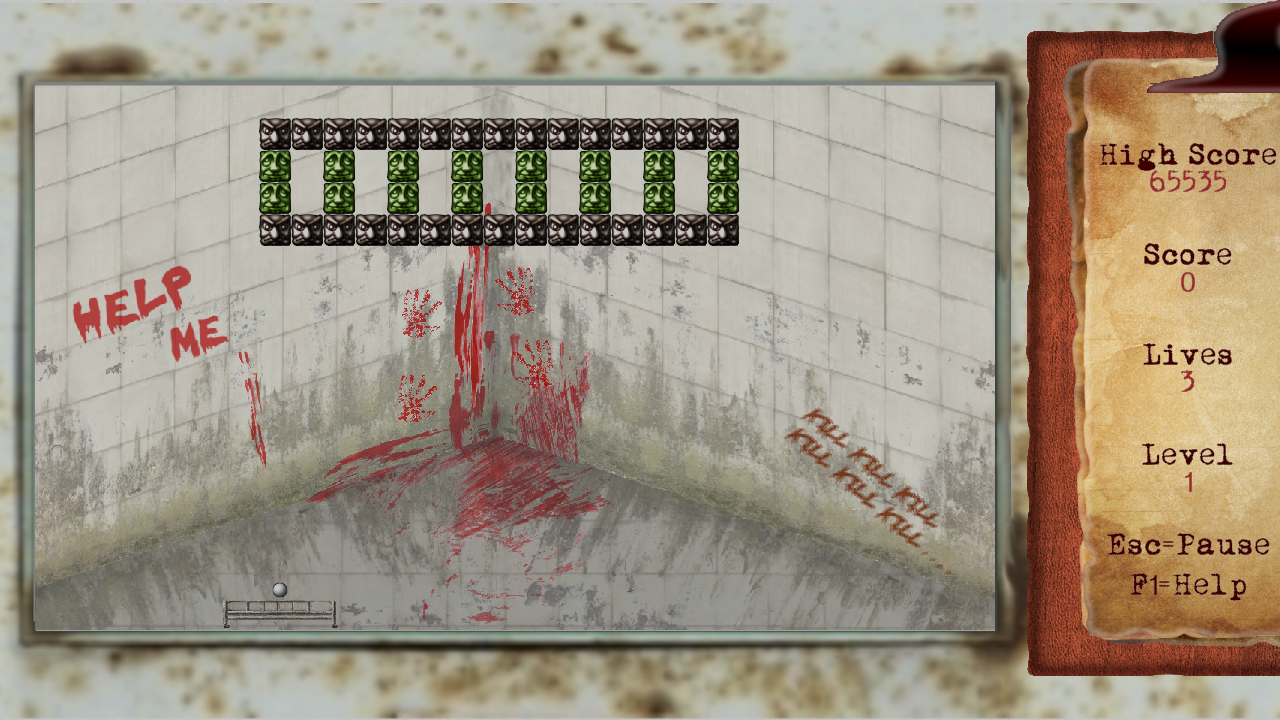 HELP
ME
KILL KILL KILL
KILL KILL KILL
High Score
65535
Score
0
Lives
3
Level
1
Esc=Pause
F1=Help